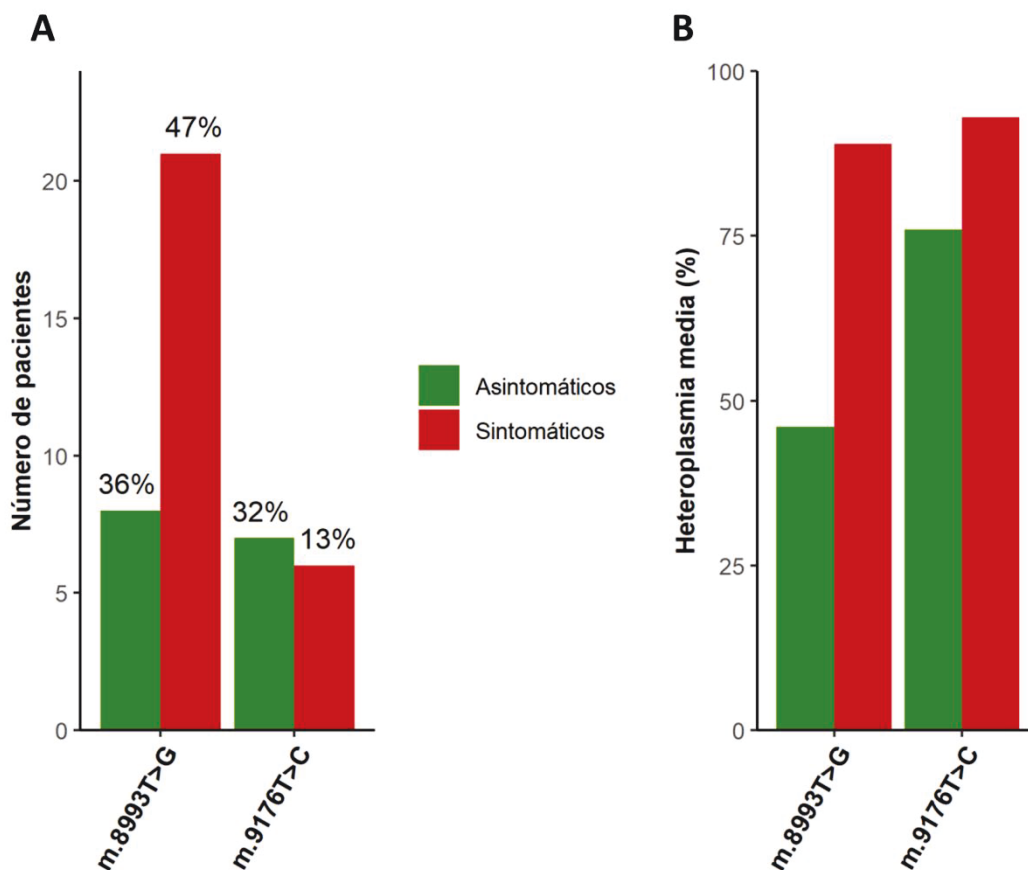 A
Número de pacientes
20
15
10
5
0
36%
47%
32%
13%
m.8993T>G
m.9176T>C
Asintomáticos
Sintomáticos
B
Heteroplasmia media (%)
100
75
50
25
0
m.8993T>G
m.9176T>C